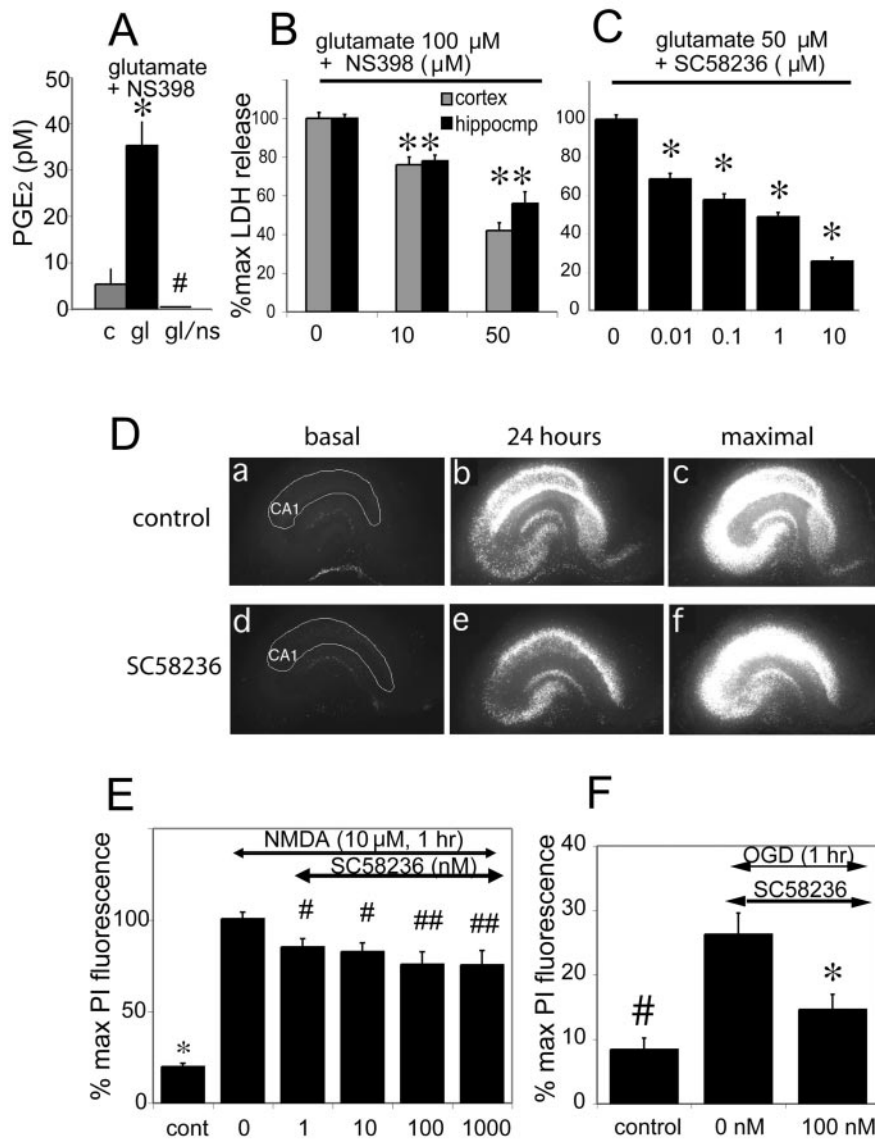 A
glutamate
+ NS398
PGE2 (pM)
50
40
30
20
10
0
*
#
c gl gl/ns
B
glutamate 100 µM
+ NS398 (µM)
%max LDH release
100
80
60
40
20
0
cortex
hippocmp
**
**
0 10 50
C
glutamate 50 µM
+ SC58236 ( µM)
100
80
60
40
20
0
*
*
*
*
0 0.01 0.1 1 10
D
basal 24 hours maximal
control
a b c
CA1
SC58236
d e f
CA1
E
NMDA (10 µM, 1 hr)
SC58236 (nM)
% max PI fluorescence
100
50
0
* # # ## ##
cont 0 1 10 100 1000
F
OGD (1 hr)
SC58236
% max PI fluorescence
40
30
20
10
0
# *
control 0 nM 100 nM